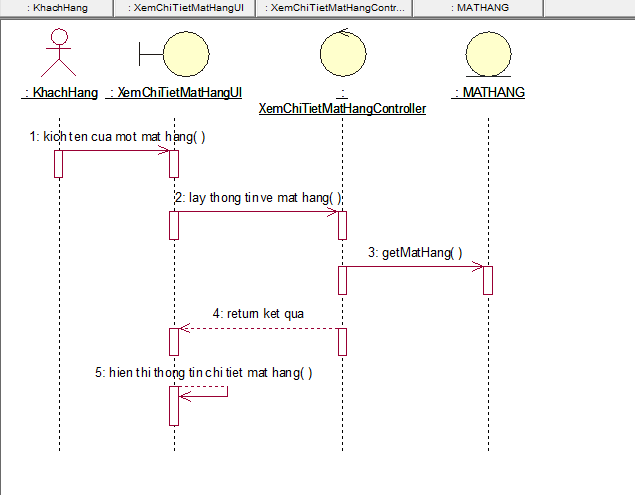 : KhachHang
: XemChiTietMatHangUI
: XemChiTietMatHangContr...
: MATHANG
: KhachHang
: XemChiTietMatHangUI
:
XemChiTietMatHangController
: MATHANG
1: kich ten cua mot mat hang( )
2: lay thong tin ve mat hang( )
3: getMatHang( )
4: return ket qua
5: hien thi thong tin chi tiet mat hang( )